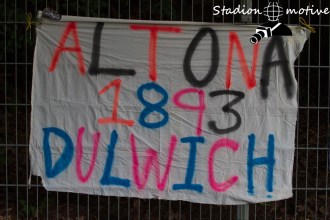 Stadion motive
ALTONA
1893
DULWICH